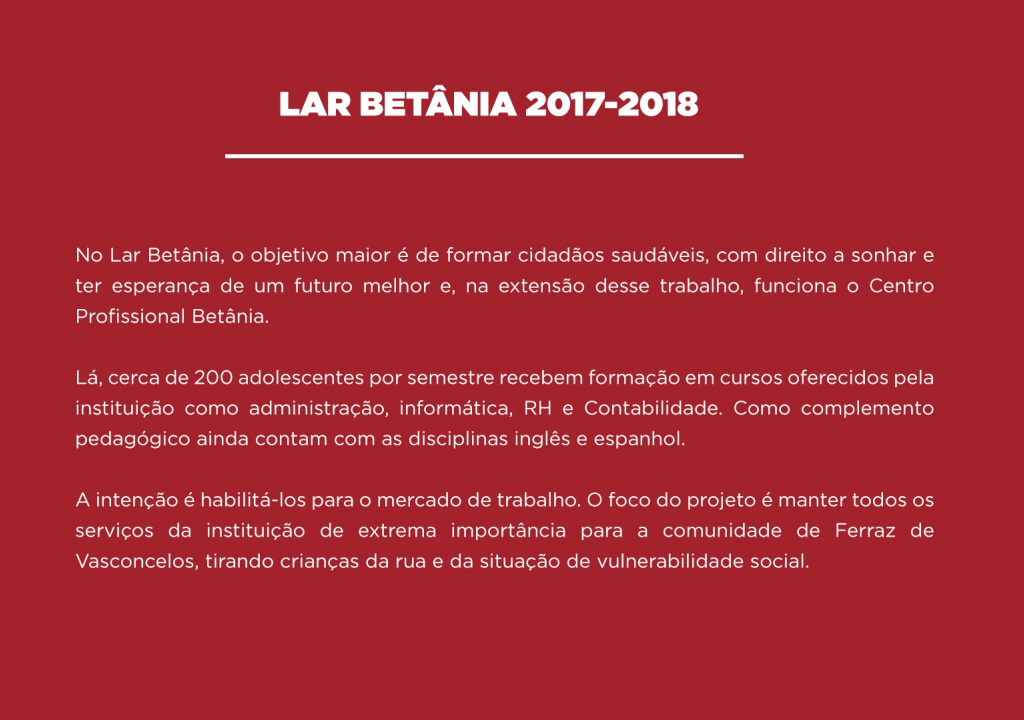 LAR BETÂNIA 2017-2018
No Lar Betânia, o objetivo maior é de formar cidadãos saudáveis, com direito a sonhar e
ter esperança de um futuro melhor e, na extensão desse trabalho, funciona o Centro
Profissional Betânia.
Lá, cerca de 200 adolescentes por semestre recebem formação em cursos oferecidos pela
instituição como administração, informática, RH e Contabilidade. Como complemento
pedagógico ainda contam com as disciplinas inglês e espanhol.
A intenção é habilitá-los para o mercado de trabalho. O foco do projeto é manter todos os
serviços da instituição de extrema importância para a comunidade de Ferraz de
Vasconcelos, tirando crianças da rua e da situação de vulnerabilidade social.